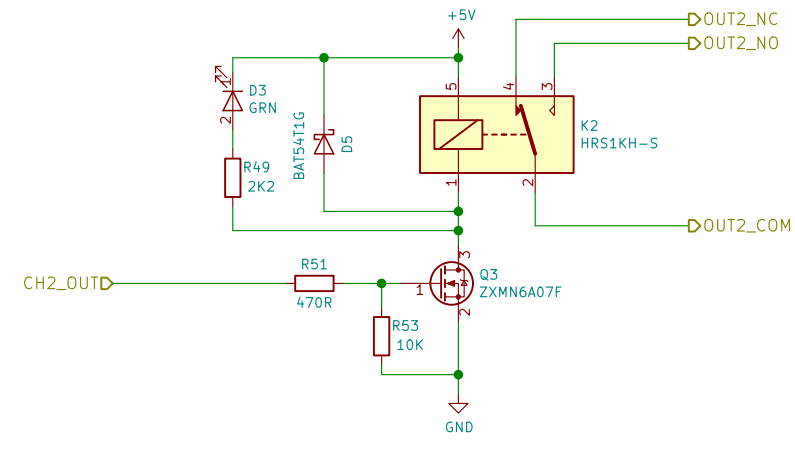 +5V
OUT2_NC
OUT2_NO
1
D3
GRN
2
BAT54T1G
D5
5
4
3
K2
HRS1KH-S
R49
2K2
1
2
OUT2_COM
3
CH2_OUT
R51
470R
1
Q3
ZXMN6A07F
2
R53
10K
GND